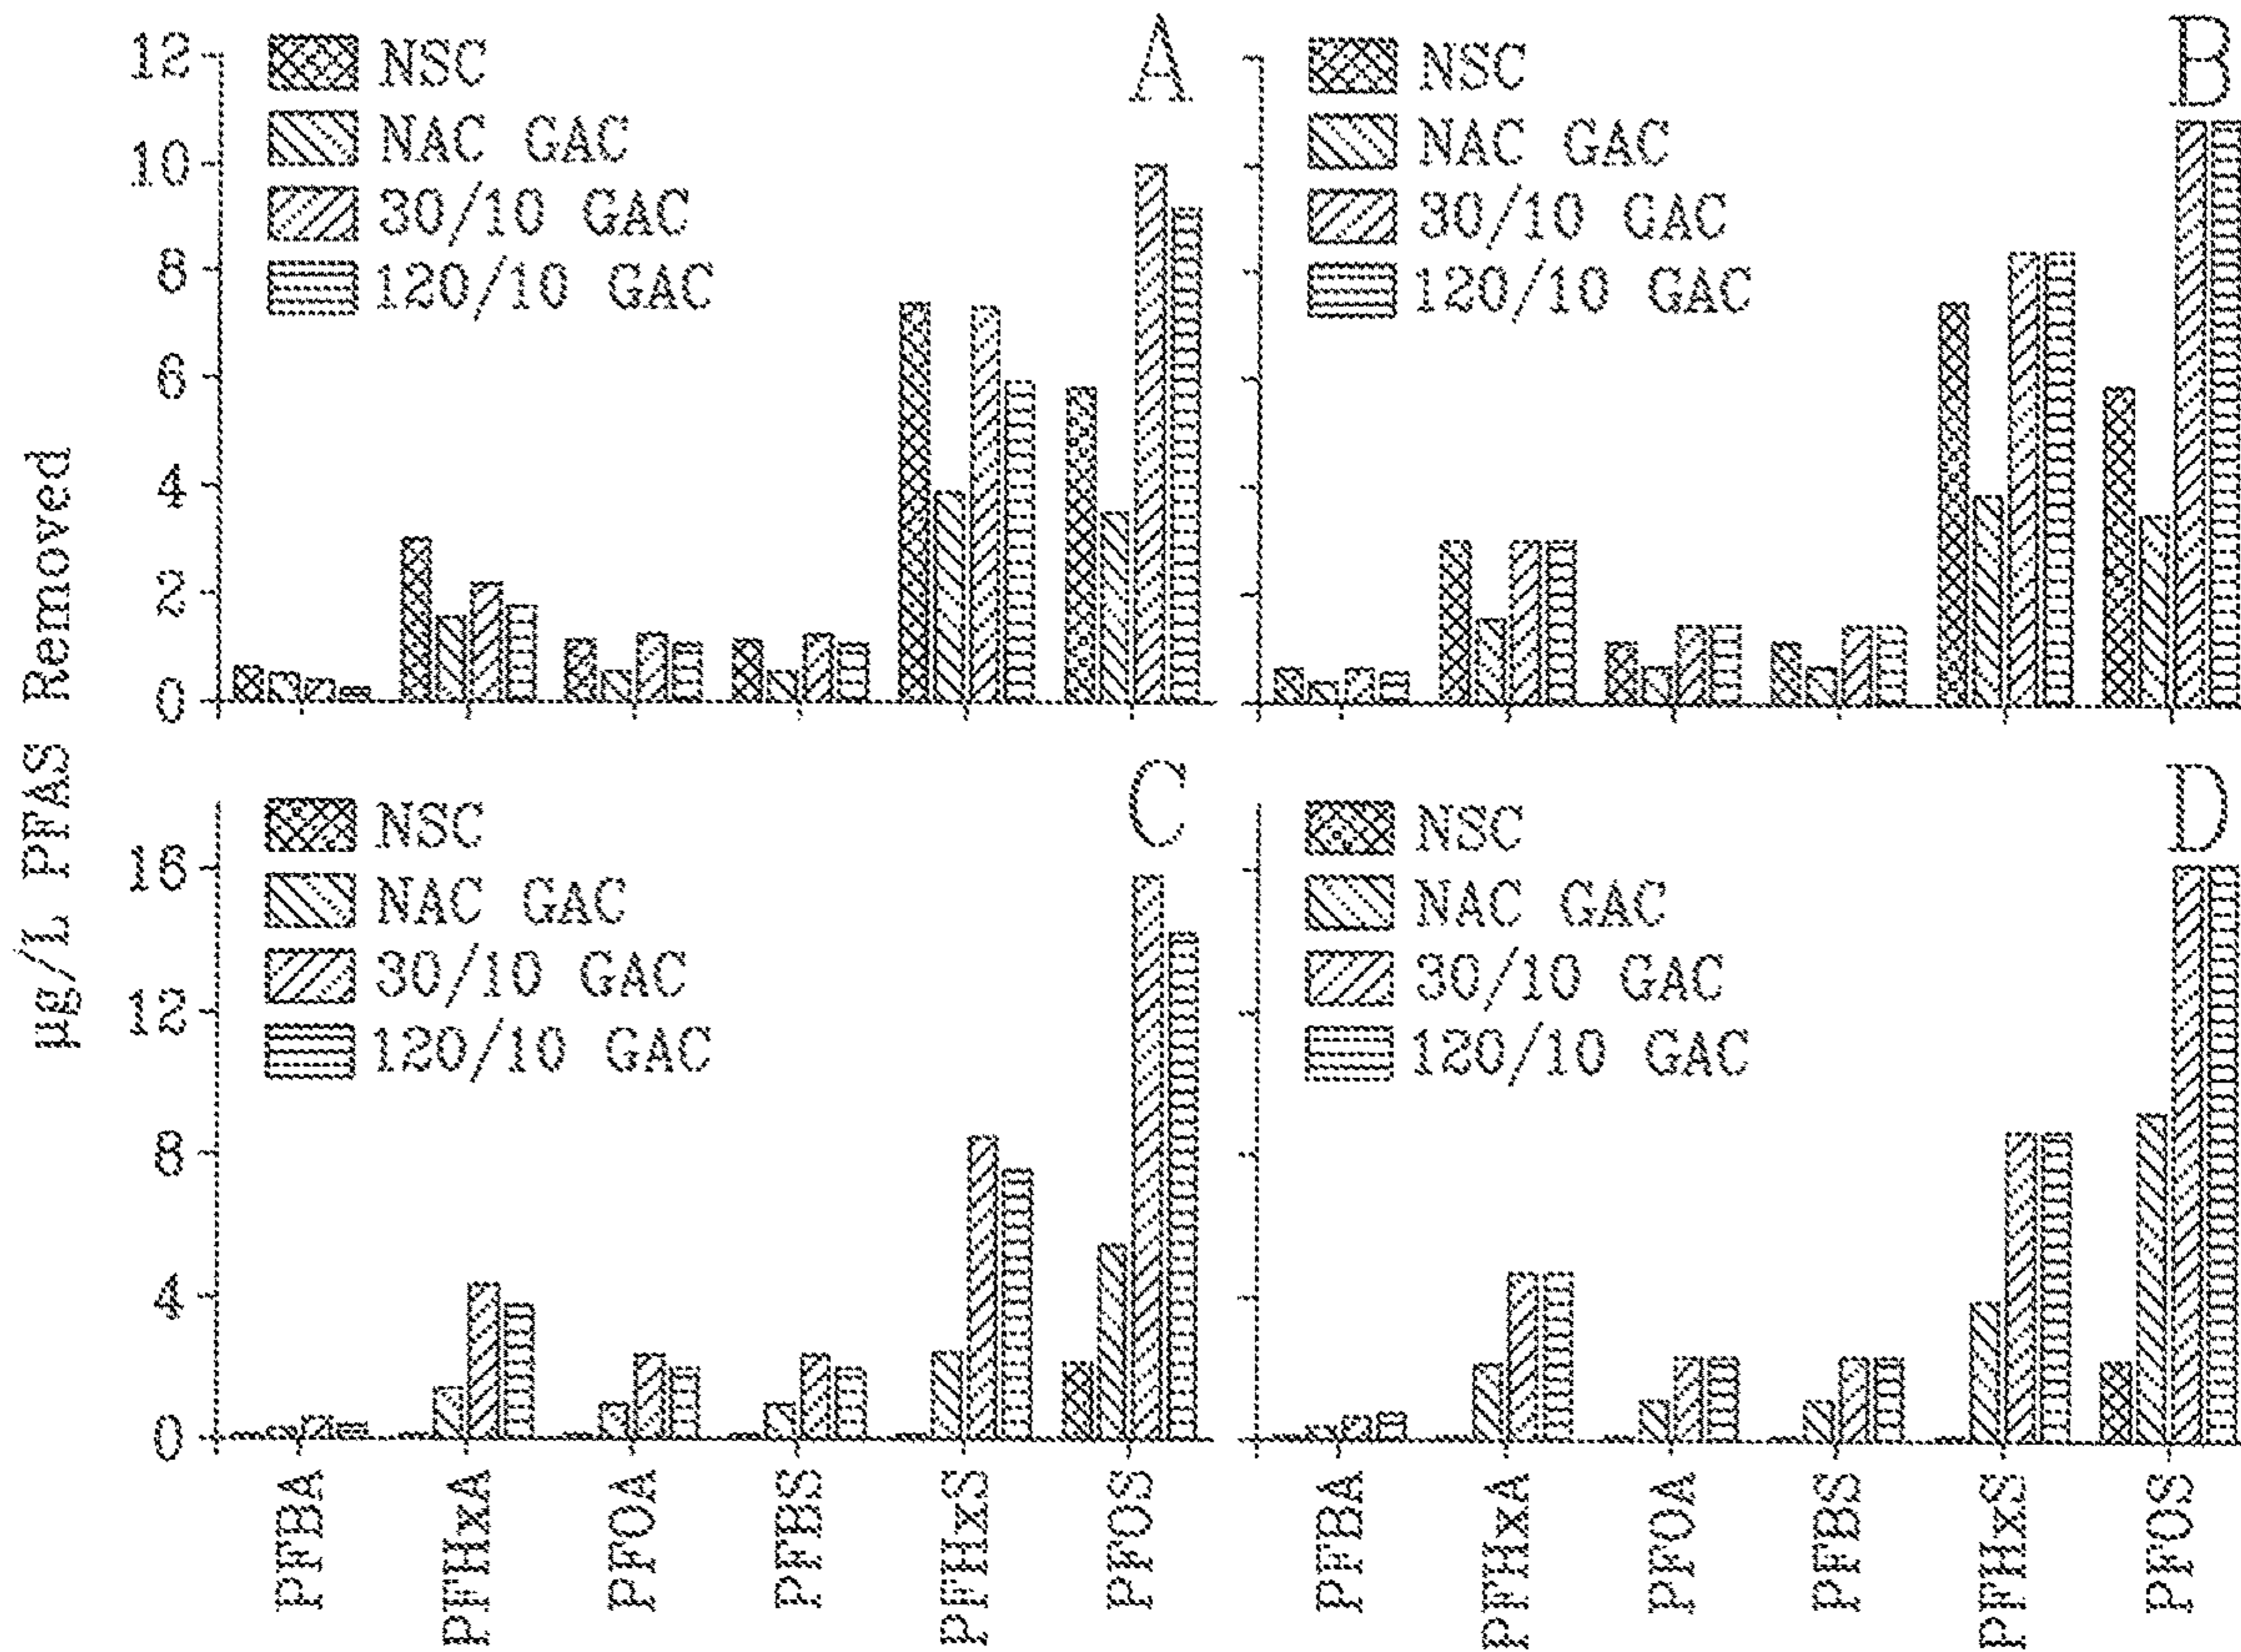 µg/L PFAS Removed
A
12
10
8
6
4
2
0
NSC
NAC GAC
30/10 GAC
120/10 GAC
B
NSC
NAC GAC
30/10 GAC
120/10 GAC
C
16
12
8
4
0
NSC
NAC GAC
30/10 GAC
120/10 GAC
PFBA
PFHxA
PFOA
PFBS
PFHxS
PFOS
D
NSC
NAC GAC
30/10 GAC
120/10 GAC
PFBA
PFHxA
PFOA
PFBS
PFHxS
PFOS